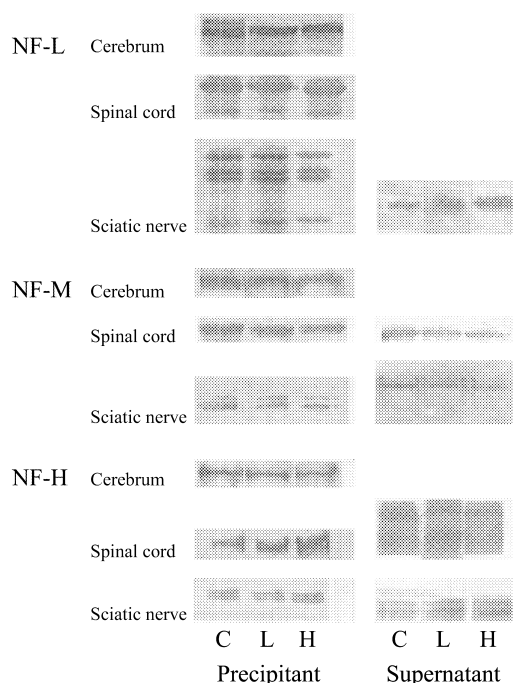 NF-L Cerebrum
Spinal cord
Sciatic nerve
NF-M Cerebrum
Spinal cord
Sciatic nerve
NF-H Cerebrum
Spinal cord
Sciatic nerve
C L H C L H
Precipitant Supernatant